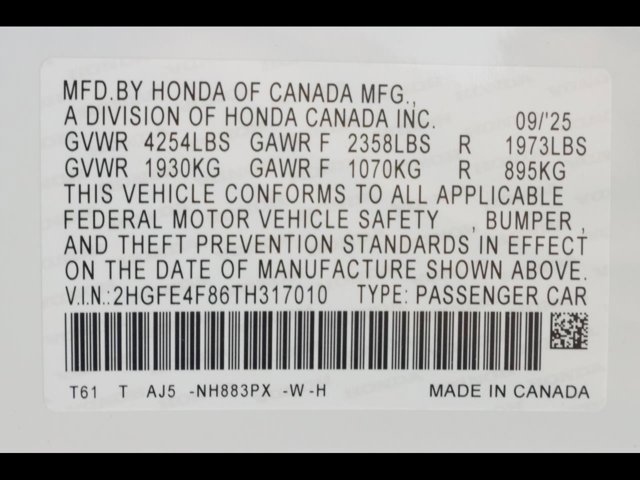 MFD.BY HONDA OF CANADA MFG.,
A DIVISION OF HONDA CANADA INC. 09/'25
GVWR 4254LBS GAWR F 2358LBS R 1973LBS
GVWR 1930KG GAWR F 1070KG R 895KG
THIS VEHICLE CONFORMS TO ALL APPLICABLE
FEDERAL MOTOR VEHICLE SAFETY , BUMPER ,
AND THEFT PREVENTION STANDARDS IN EFFECT
ON THE DATE OF MANUFACTURE SHOWN ABOVE.
V.I.N.:2HGFE4F86TH317010 TYPE: PASSENGER CAR
T61 T AJ5 -NH883PX -W-H MADE IN CANADA